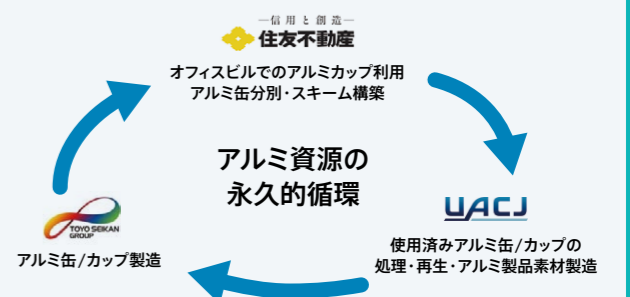 ―信用と創造―
住友不動産
オフィスビルでのアルミカップ利用
アルミ缶分別・スキーム構築
アルミ資源の
永久的循環
TOYO SEIKAN
GROUP
アルミ缶/カップ製造
UACJ
使用済みアルミ缶/カップの
処理・再生・アルミ製品素材製造